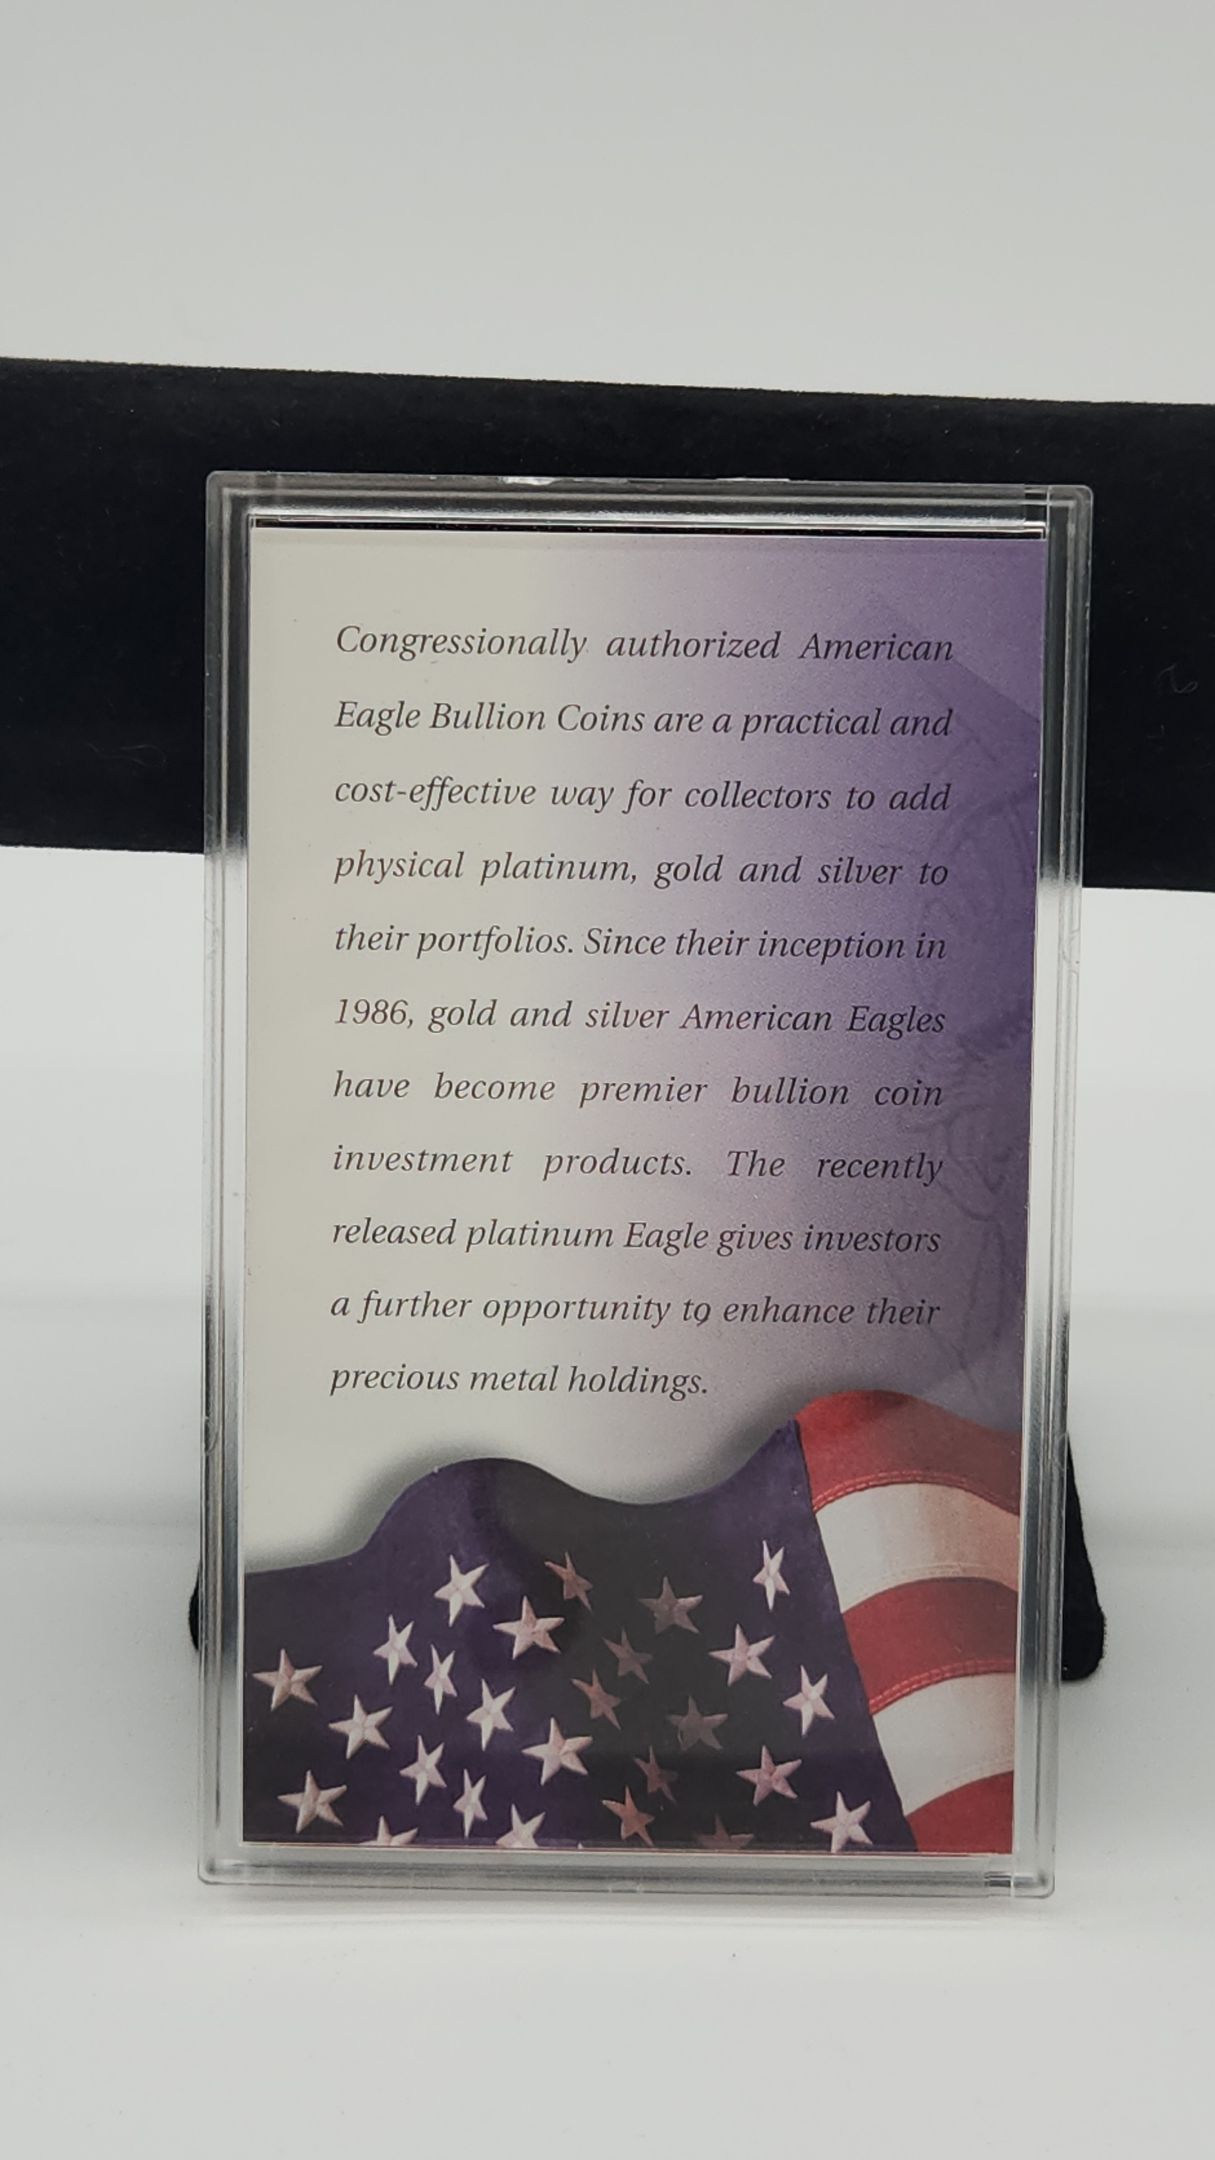 Congressionally authorized American
Eagle Bullion Coins are a practical and
cost-effective way for collectors to add
physical platinum, gold and silver to
their portfolios. Since their inception in
1986, gold and silver American Eagles
have become premier bullion coin
investment products. The recently
released platinum Eagle gives investors
a further opportunity to enhance their
precious metal holdings.